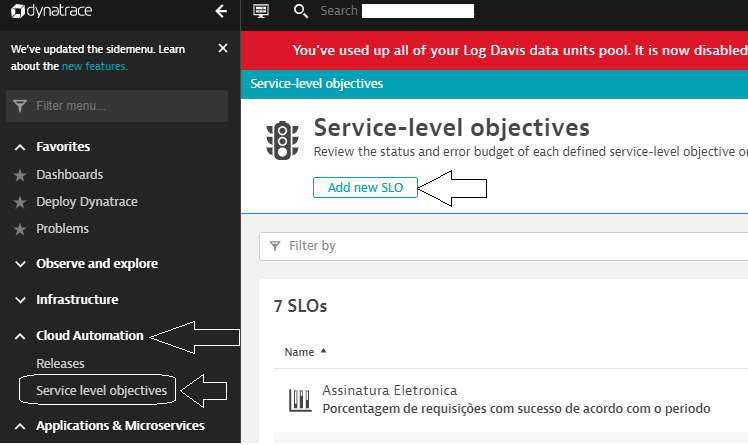 dynatrace
Search
We've updated the sidemenu. Learn
about the new features.
You've used up all of your Log Davis data units pool. It is now disabled
Service-level objectives
Filter menu...
Service-level objectives
Review the status and error budget of each defined service-level objective
Add new SLO
Favorites
Dashboards
Deploy Dynatrace
Problems
Filter by
Observe and explore
Infrastructure
7 SLOs
Cloud Automation
Name
Releases
Service level objectives
Assinatura Eletronica
Porcentagem de requisições com sucesso de acordo com o periodo
Applications & Microservices